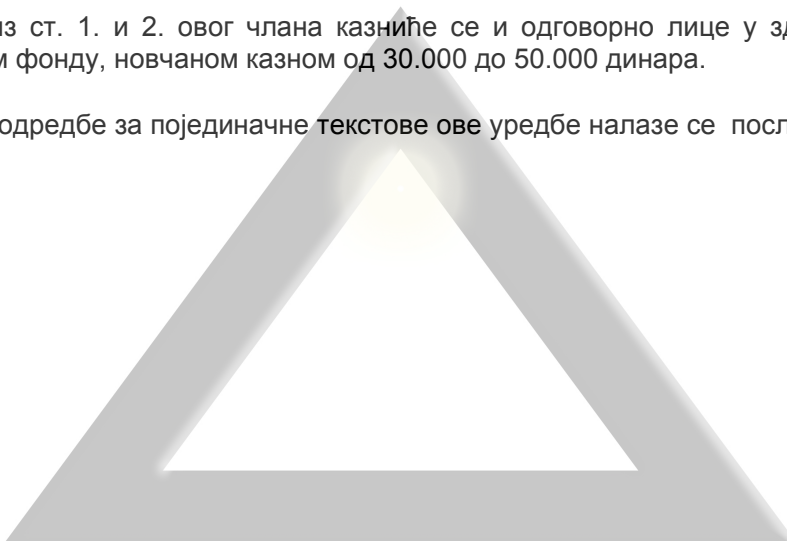 из ст. 1. и 2. овог члана казниће се и одговорно лице у зд
м фонду, новчаном казном од 30.000 до 50.000 динара.
одредбе за појединачне текстове ове уредбе налазе се посл